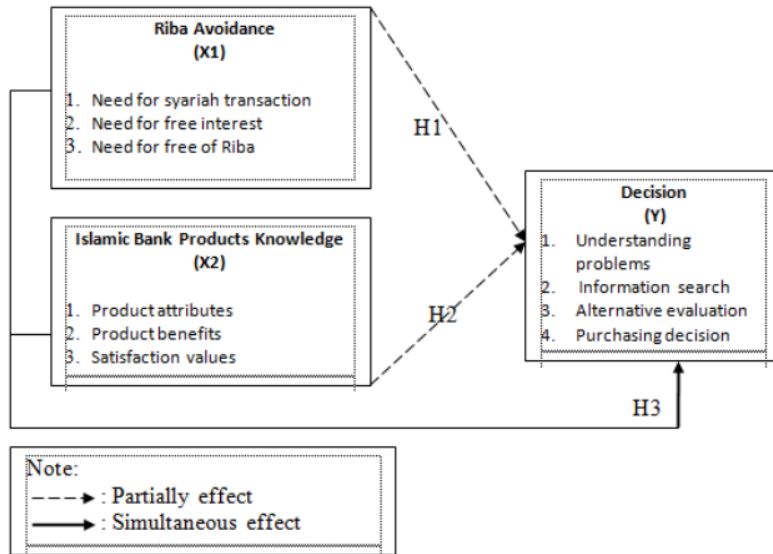 Riba Avoidance
(X1)
1. Need for syariah transaction
2. Need for free interest
3. Need for free of Riba
H1
Islamic Bank Products Knowledge
(X2)
1. Product attributes
2. Product benefits
3. Satisfaction values
H2
Decision
(Y)
1. Understanding
problems
2. Information search
3. Alternative evaluation
4. Purchasing decision
H3
Note:
: Partially effect
: Simultaneous effect